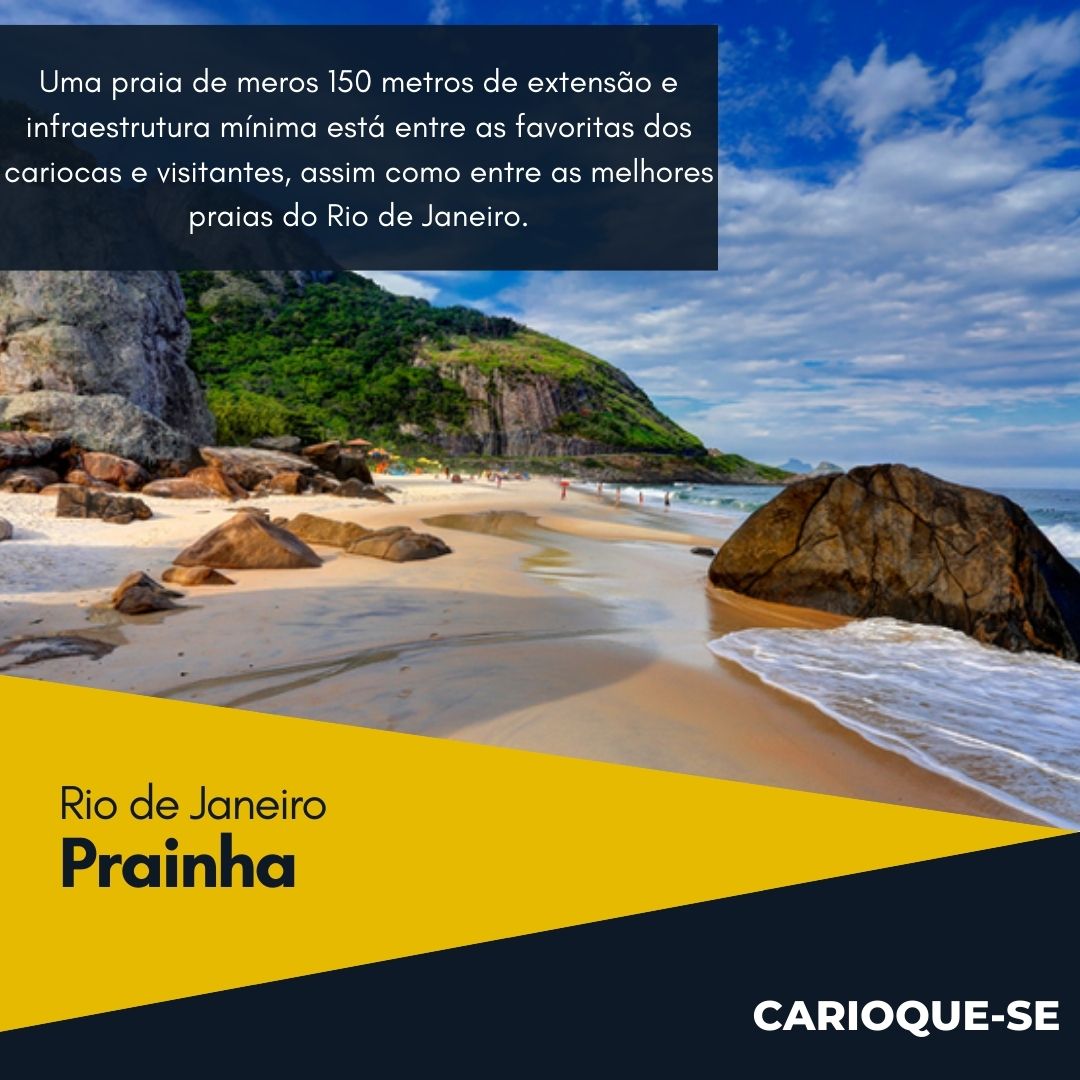 Uma praia de meros 150 metros de extensão e
infraestrutura mínima está entre as favoritas dos
cariocas e visitantes, assim como entre as melhores
praias do Rio de Janeiro.
Rio de Janeiro
Prainha
CARIOQUE-SE